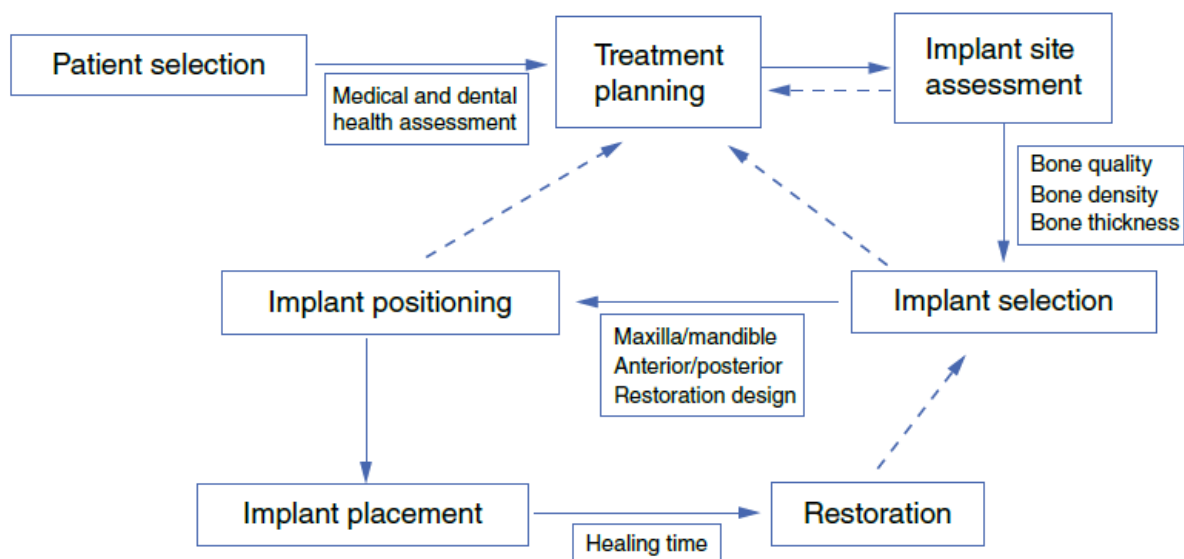 Patient selection
Medical and dental
health assessment
Treatment
planning
Implant site
assessment
Bone quality
Bone density
Bone thickness
Implant selection
Maxilla/mandible
Anterior/posterior
Restoration design
Implant positioning
Implant placement
Healing time
Restoration